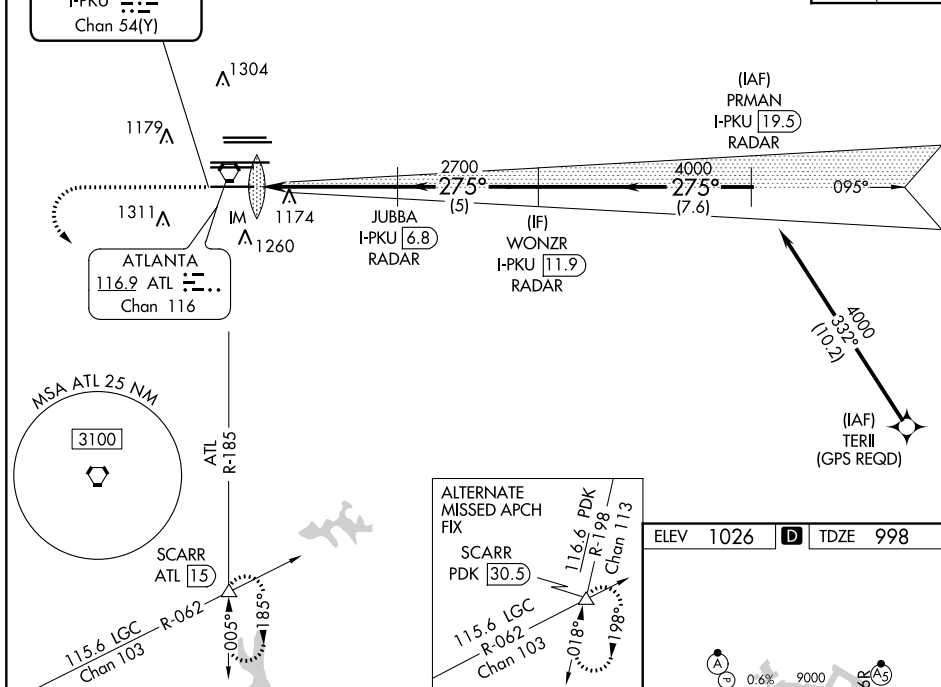 I-PKU
Chan 54(Y)
1304
1179
1311
IM
1174
1260
ATLANTA
116.9 ATL
Chan 116
JUBBA
I-PKU 6.8
RADAR
2700
275°
(5)
(IF)
WONZR
I-PKU 11.9
RADAR
4000
275°
(7.6)
(IAF)
PRMAN
I-PKU 19.5
RADAR
095°
4000
332°
(10.2)
(IAF)
TERII
(GPS REQD)
MSA ATL 25 NM
3100
ATL
R-185
SCARR
ATL 15
115.6 LGC
R-062
Chan 103
005°
185°
ALTERNATE
MISSED APCH
FIX
SCARR
PDK 30.5
116.6 PDK
R-198
Chan 113
115.6 LGC
R-062
Chan 103
018°
198°
ELEV 1026 D TDZE 998
A
P
0.6%
9000
A5